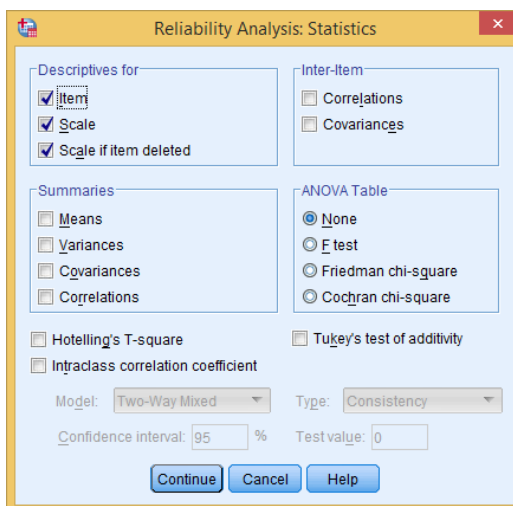 Reliability Analysis: Statistics
Descriptives for
Item
Scale
Scale if item deleted
Inter-Item
Correlations
Covariances
Summaries
Means
Variances
Covariances
Correlations
ANOVA Table
None
F test
Friedman chi-square
Cochran chi-square
Hotelling's T-square
Tukey's test of additivity
Intraclass correlation coefficient
Model: Two-Way Mixed
Type: Consistency
Confidence interval: 95 %
Test value: 0
Continue
Cancel
Help